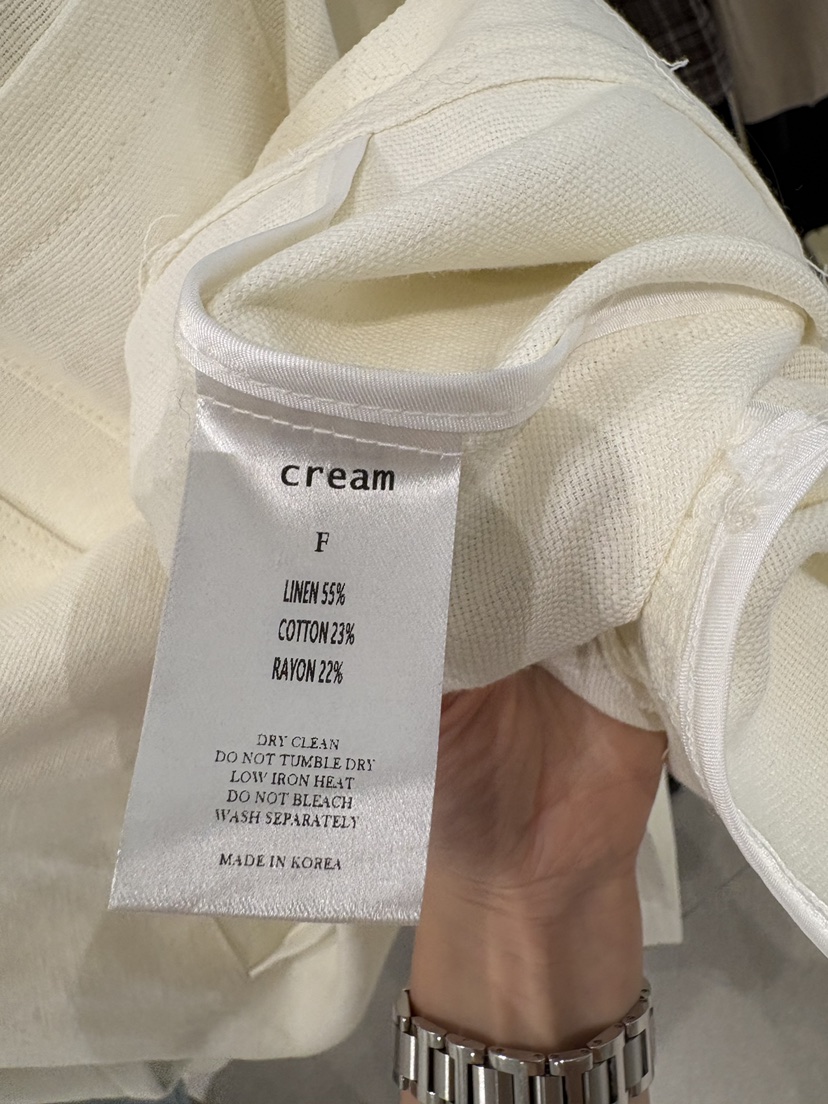 cream
F
LINEN 55%
COTTON 23%
RAYON 22%
DRY CLEAN
DO NOT TUMBLE DRY
LOW IRON HEAT
DO NOT BLEACH
WASH SEPARATELY
MADE IN KOREA